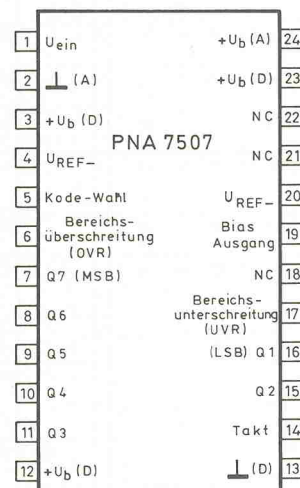 PNA 7507
1 Uein
2 ⊥ (A)
3 +Ub (D)
4 UREF-
5 Kode-Wahl
6 Bereichs-
überschreitung
(OVR)
7 Q7 (MSB)
8 Q6
9 Q5
10 Q4
11 Q3
12 +Ub (D)
+Ub (A) 24
+Ub (D) 23
NC 22
NC 21
UREF- 20
Bias 19
Ausgang
NC 18
Bereichs-
unterschreitung 17
(UVR)
(LSB) Q1 16
Q2 15
Takt 14
⊥ (D) 13